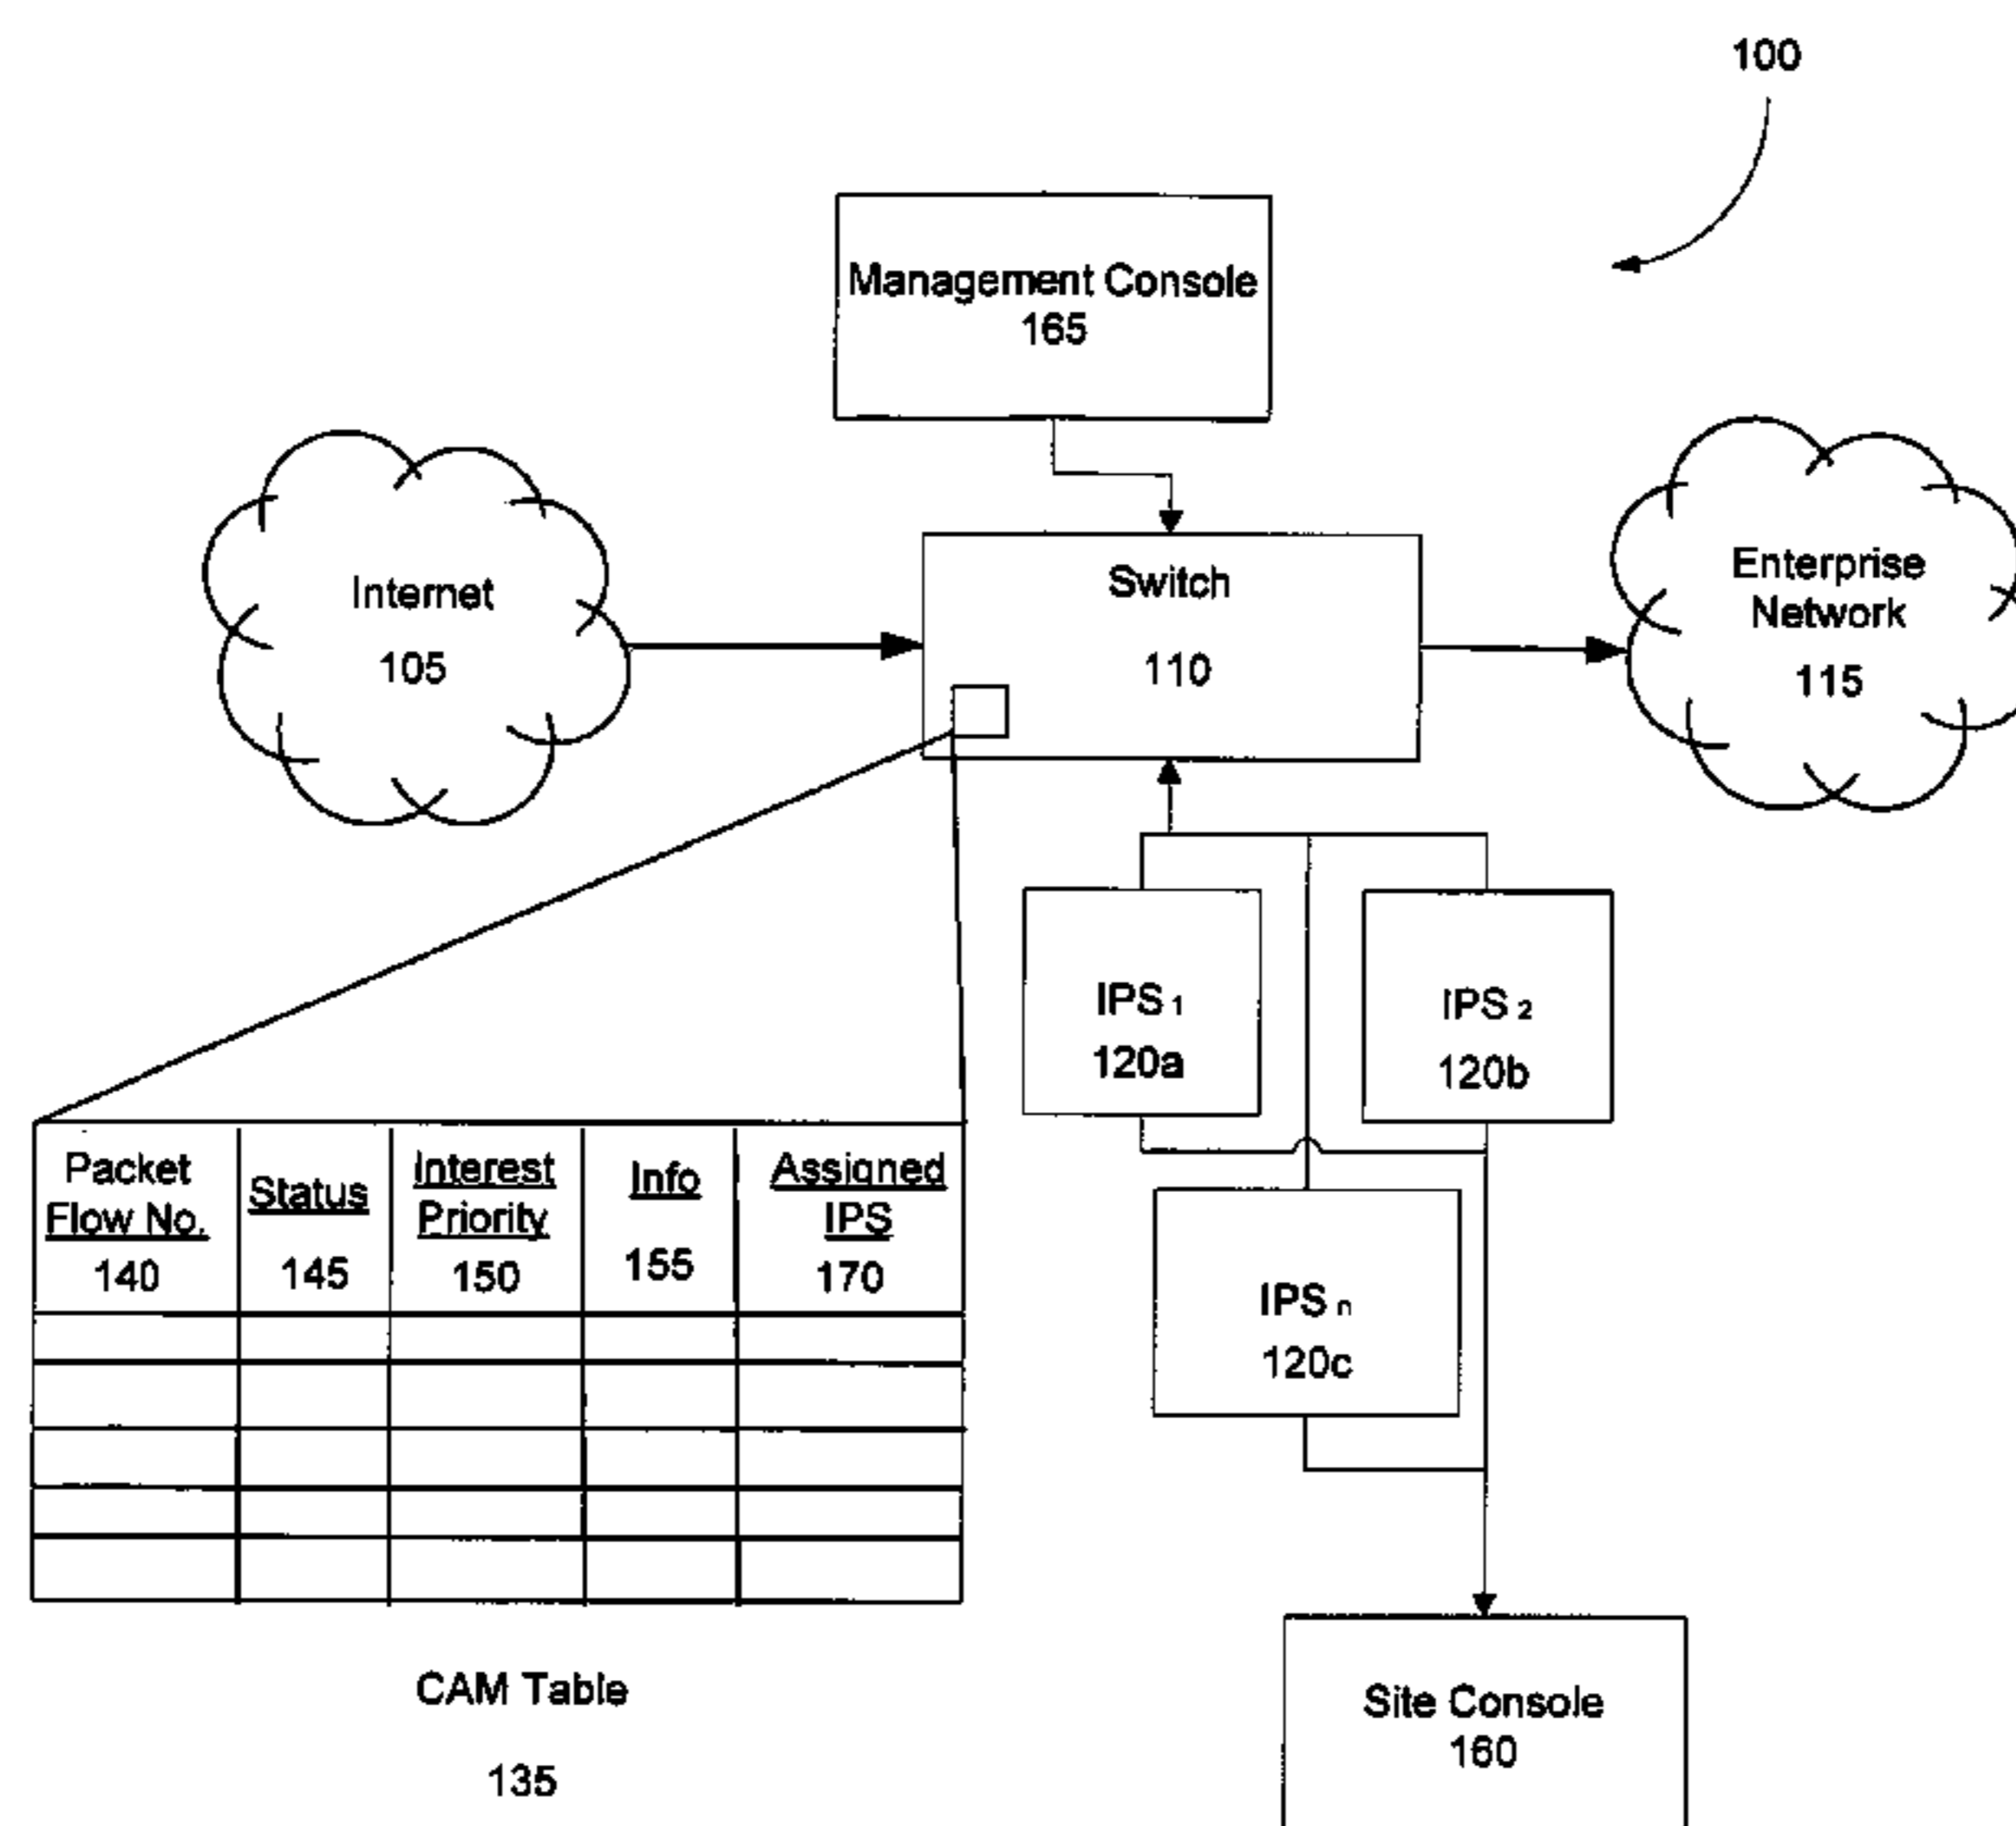 100
Management Console
165
Internet
105
Switch
110
Enterprise
Network
115
IPS 1
120a
IPS 2
120b
IPS n
120c
Packet
Flow No.
140
Status
145
Interest
Priority
150
Info
155
Assigned
IPS
170
CAM Table
135
Site Console
160